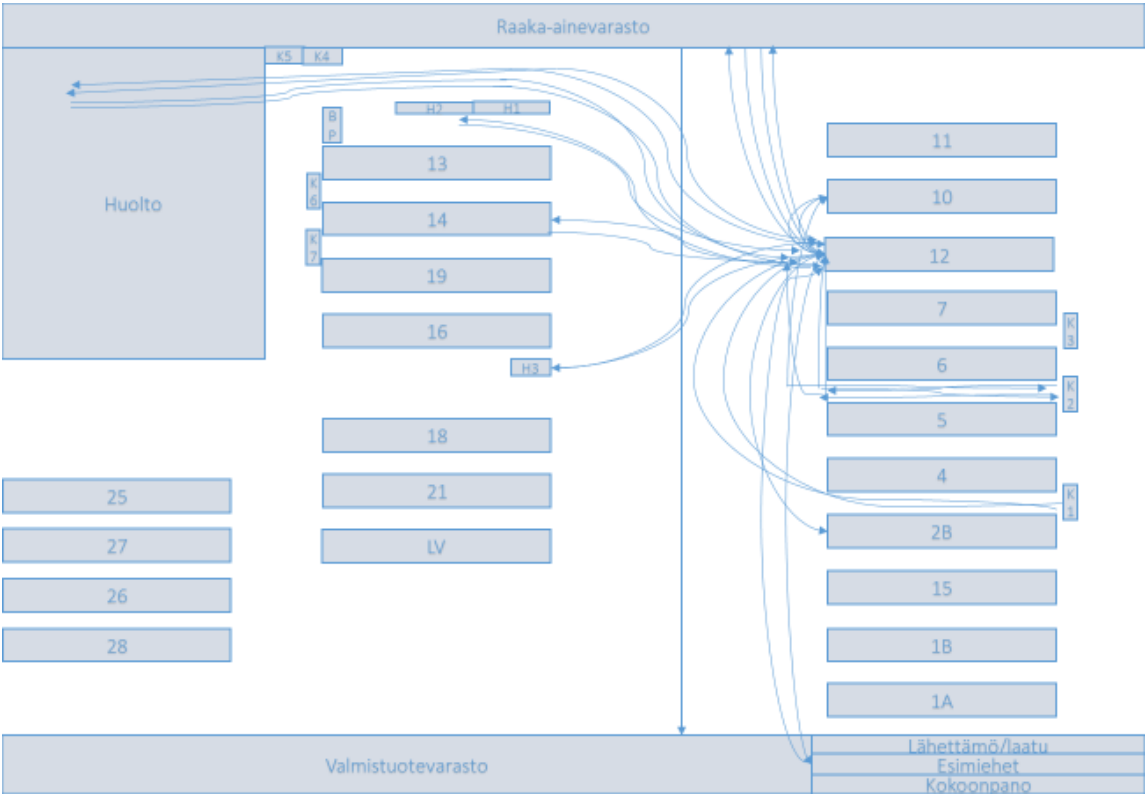 Raaka-ainevarasto
K5
K4
Huolto
H2
H1
B
P
13
K
6
14
K
7
19
16
H3
18
21
LV
25
27
26
28
11
10
12
7
K
3
6
K
2
5
4
K
1
2B
15
1B
1A
Valmistuotevarasto
Lähettämö/laatu
Esimiehet
Kokoonpano